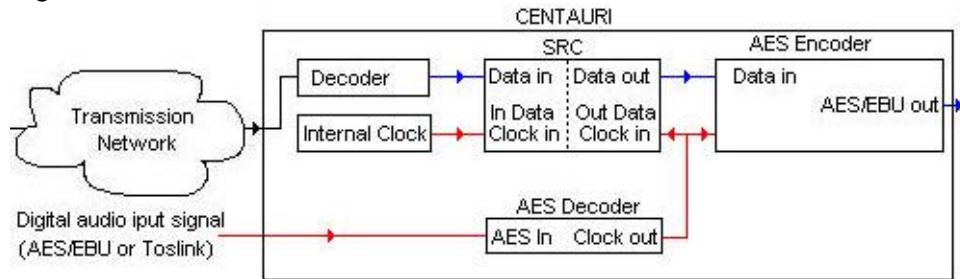 CENTAURI
SRC
AES Encoder
Decoder
Data in
Data out
Data in
AES/EBU out
Internal Clock
In Data
Clock in
Out Data
Clock in
Transmission
Network
AES Decoder
AES In
Clock out
Digital audio iput signal
(AES/EBU or Toslink)